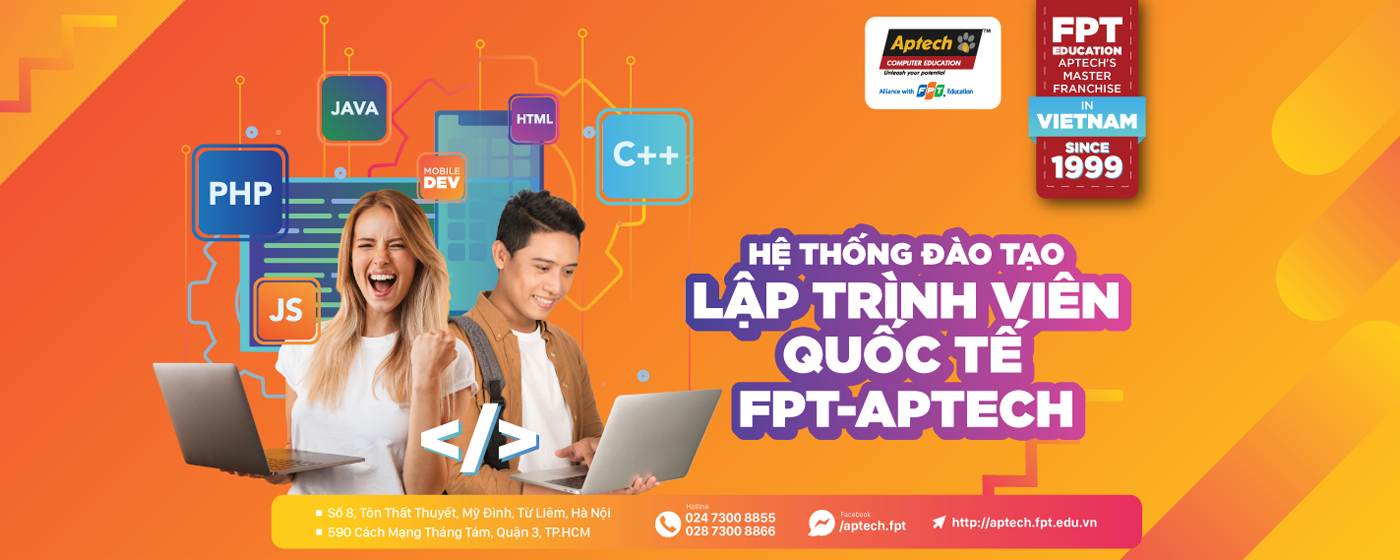 Aptech TM
COMPUTER EDUCATION
Unleash your potential
Alliance with FPT Education
FPT
EDUCATION
APTECH'S
MASTER
FRANCHISE
IN
VIETNAM
SINCE
1999
JAVA
HTML
C++
MOBILE
DEV
PHP
JS
</>
HỆ THỐNG ĐÀO TẠO
LẬP TRÌNH VIÊN
QUỐC TẾ
FPT-APTECH
Số 8, Tôn Thất Thuyết, Mỹ Đình, Từ Liêm, Hà Nội
590 Cách Mạng Tháng Tám, Quận 3, TP.HCM
Hotline
024 7300 8855
028 7300 8866
Facebook
/aptech.fpt
http://aptech.fpt.edu.vn